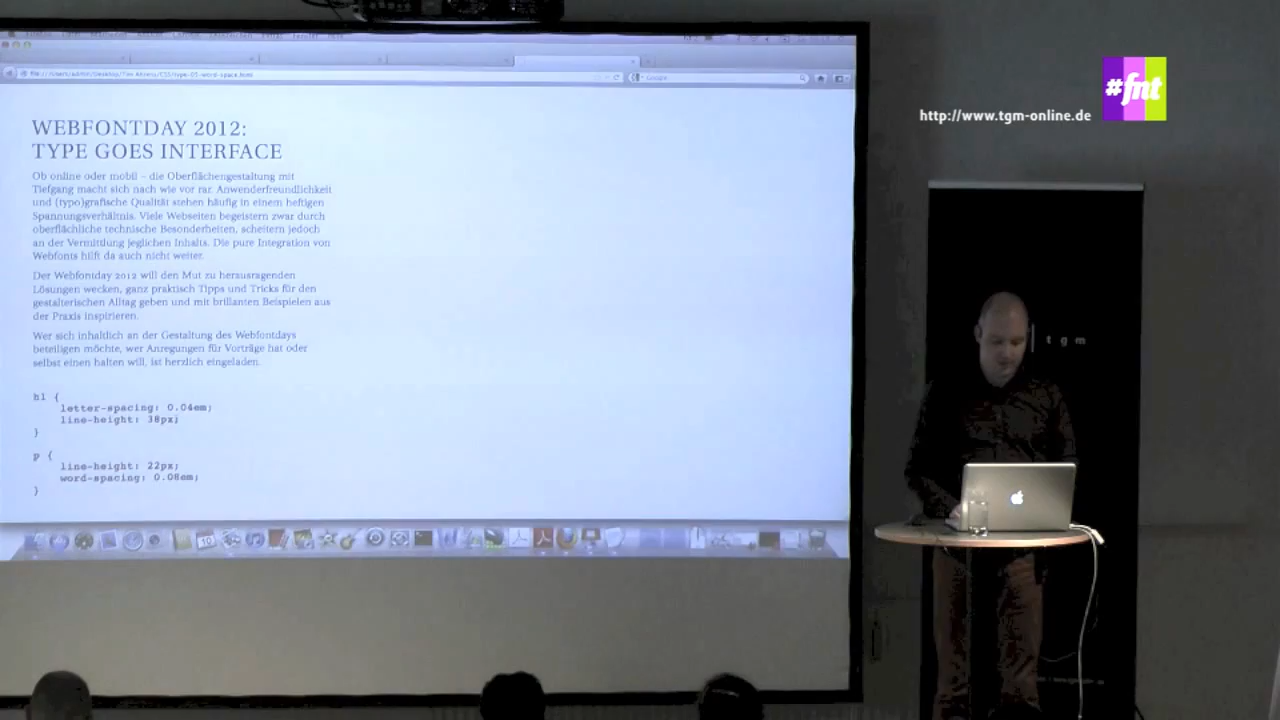 #fnt
http://www.tgm-online.de
Google
WEBFONTDAY 2012:
TYPE GOES INTERFACE
Ob online oder mobil – die Oberflächengestaltung mit
Tiefgang macht sich nach wie vor rar. Anwenderfreundlichkeit
und (typo)grafische Qualität stehen häufig in einem heftigen
Spannungsverhältnis. Viele Webseiten begeistern zwar durch
oberflächliche technische Besonderheiten, scheitern jedoch
an der Vermittlung jeglichen Inhalts. Die pure Integration von
Webfonts hilft da auch nicht weiter.
Der Webfontday 2012 will den Mut zu herausragenden
Lösungen wecken, ganz praktisch Tipps und Tricks für den
gestalterischen Alltag geben und mit brillanten Beispielen aus
der Praxis inspirieren.
Wer sich inhaltlich an der Gestaltung des Webfontdays
beteiligen möchte, wer Anregungen für Vorträge hat oder
selbst einen halten will, ist herzlich eingeladen.
h1 {
letter-spacing: 0.04em;
line-height: 38px;
}
p {
line-height: 22px;
word-spacing: 0.08em;
}
tgm